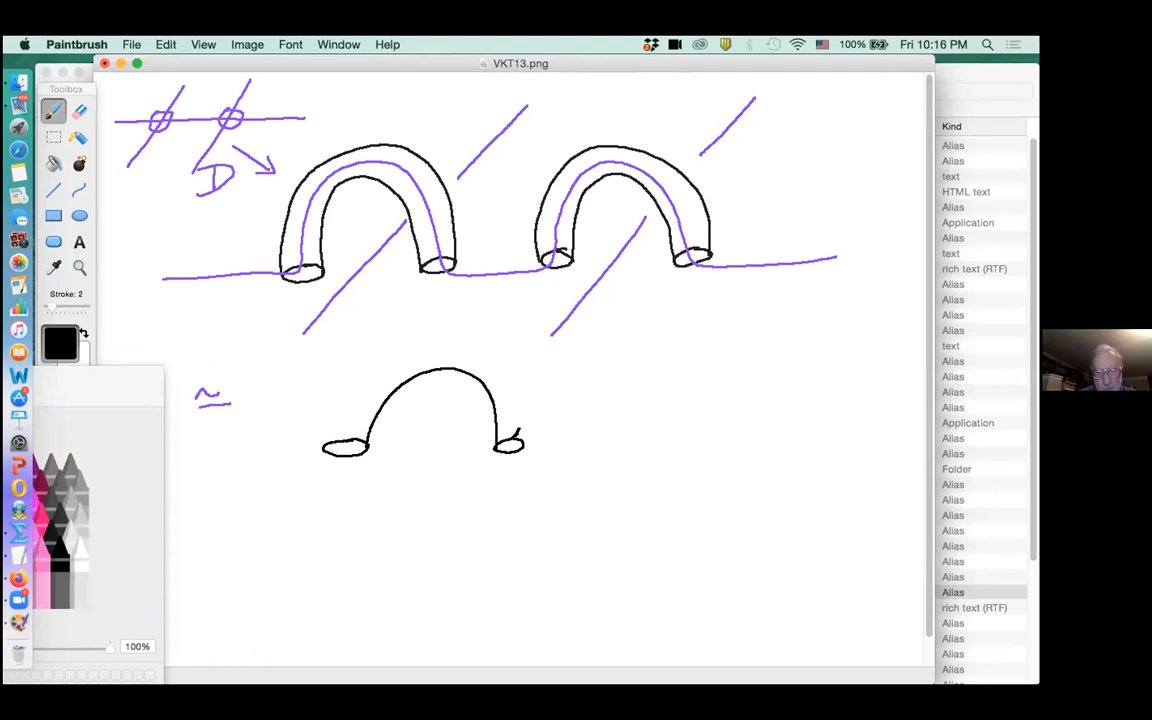 Paintbrush File Edit View Image Font Window Help
100% Fri 10:16 PM
VKT13.png
Toolbox
D
Stroke: 2
≃
A
100%
Kind
Alias
Alias
text
HTML text
Alias
Application
Alias
text
rich text (RTF)
Alias
Alias
Alias
text
Alias
Alias
Alias
Alias
Application
Alias
Alias
Folder
Alias
Alias
Alias
Alias
Alias
Alias
Alias
rich text (RTF)
Alias
Alias
Alias
Alias